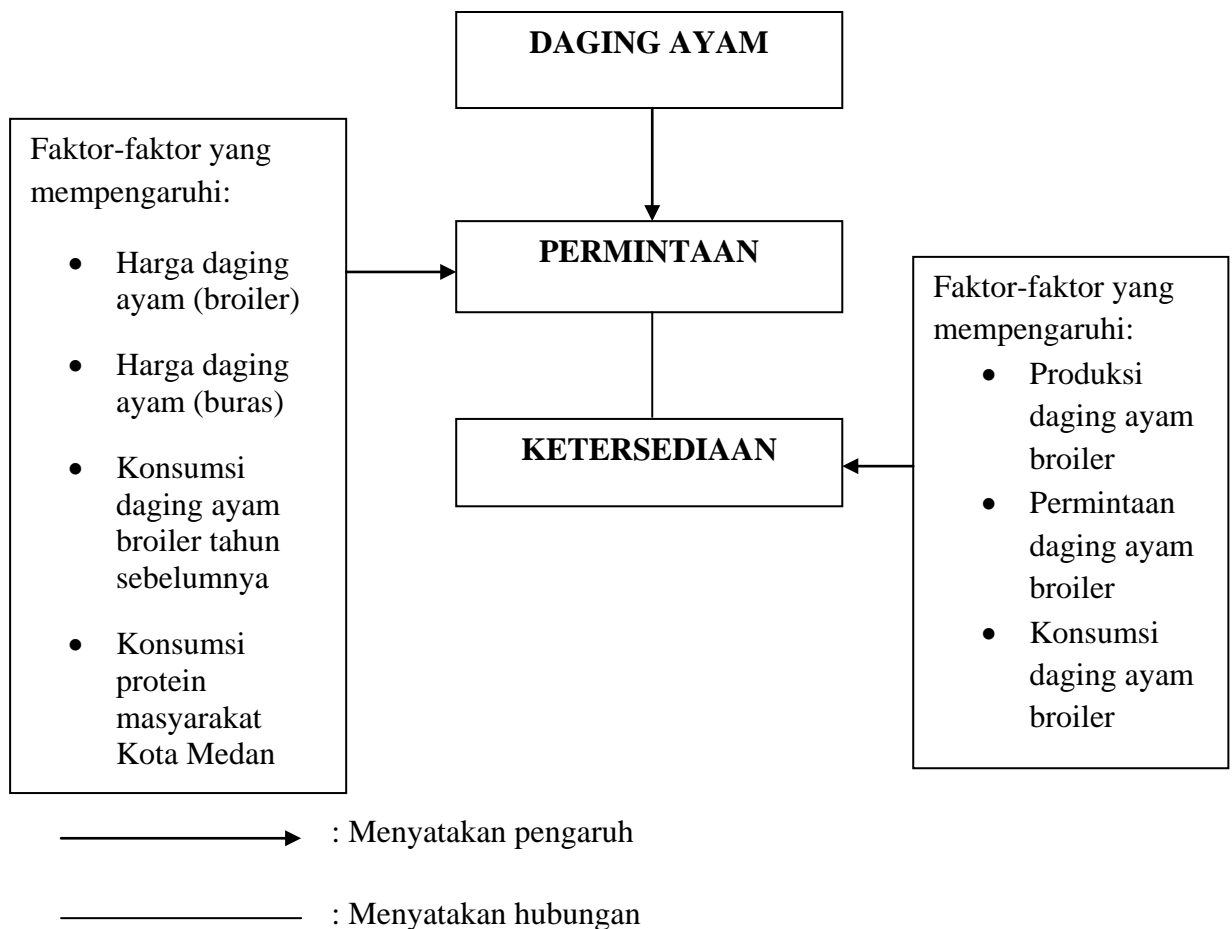 DAGING AYAM
Faktor-faktor yang
mempengaruhi:
• Harga daging
ayam (broiler)
• Harga daging
ayam (buras)
• Konsumsi
daging ayam
broiler tahun
sebelumnya
• Konsumsi
protein
masyarakat
Kota Medan
PERMINTAAN
KETERSEDIAAN
Faktor-faktor yang
mempengaruhi:
• Produksi
daging ayam
broiler
• Permintaan
daging ayam
broiler
• Konsumsi
daging ayam
broiler
: Menyatakan pengaruh
: Menyatakan hubungan